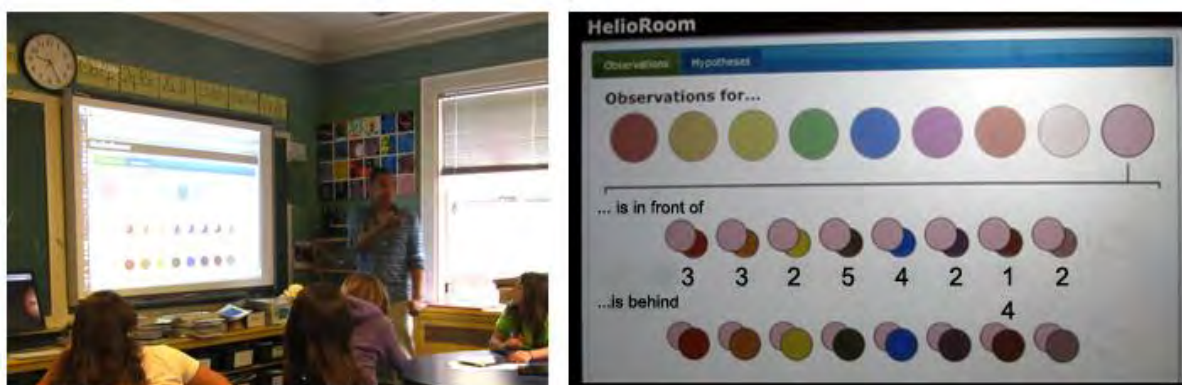 HelioRoom
Observations Hypotheses
Observations for...
... is in front of
3 3 2 5 4 2 1 2
...is behind
4